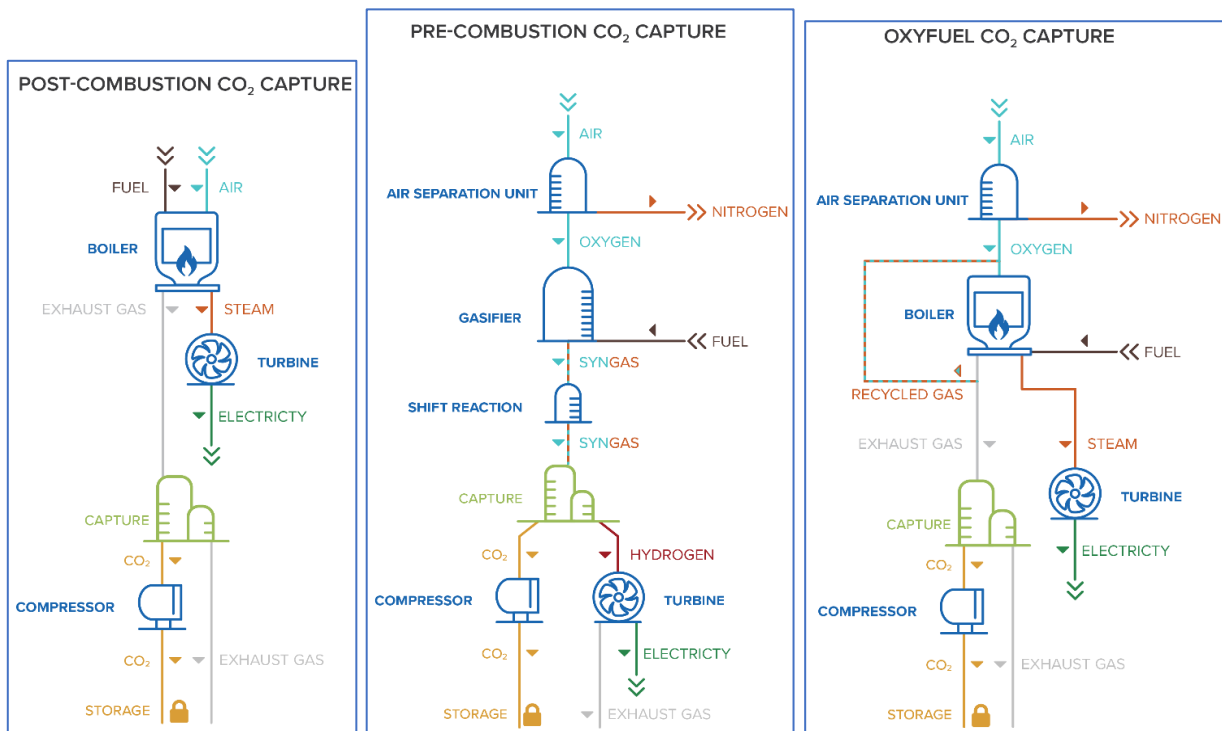 POST-COMBUSTION CO₂ CAPTURE
FUEL
AIR
BOILER
EXHAUST GAS
STEAM
TURBINE
ELECTRICTY
CAPTURE
CO₂
COMPRESSOR
CO₂
EXHAUST GAS
STORAGE
PRE-COMBUSTION CO₂ CAPTURE
AIR
AIR SEPARATION UNIT
NITROGEN
OXYGEN
GASIFIER
FUEL
SYNGAS
SHIFT REACTION
SYNGAS
CAPTURE
CO₂
HYDROGEN
COMPRESSOR
TURBINE
CO₂
ELECTRICTY
STORAGE
EXHAUST GAS
OXYFUEL CO₂ CAPTURE
AIR
AIR SEPARATION UNIT
NITROGEN
OXYGEN
BOILER
FUEL
RECYCLED GAS
EXHAUST GAS
STEAM
TURBINE
CAPTURE
ELECTRICTY
CO₂
COMPRESSOR
CO₂
EXHAUST GAS
STORAGE